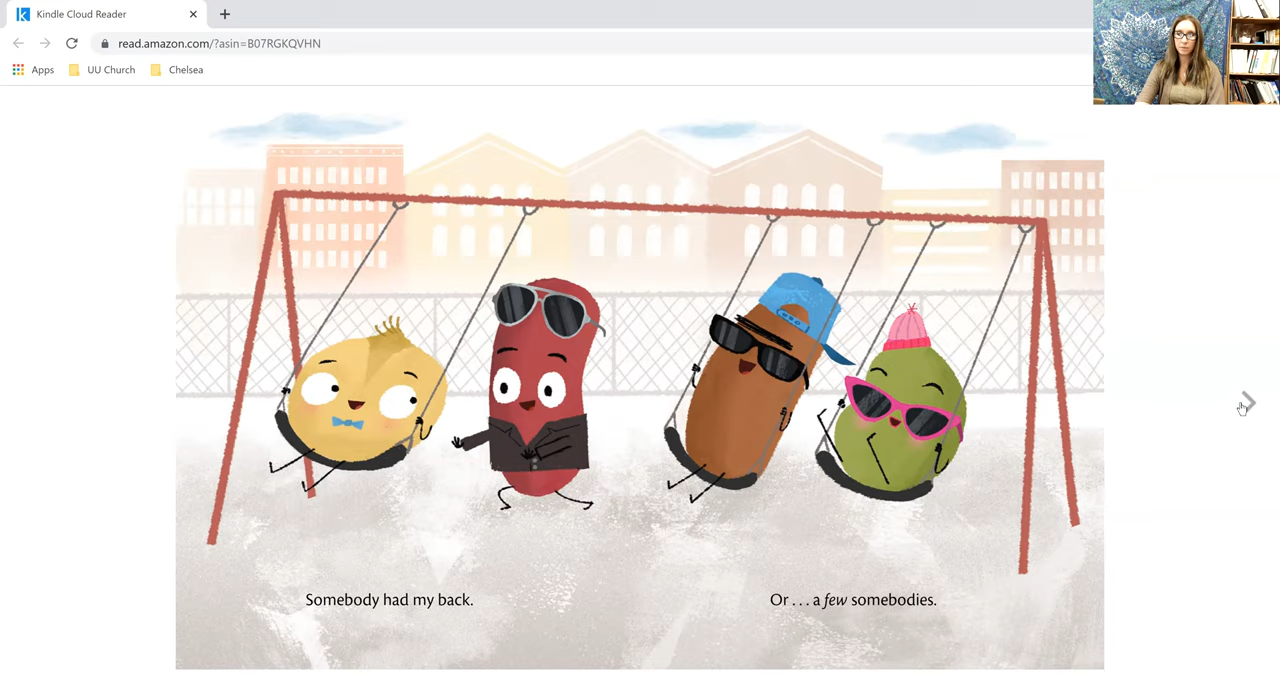 Kindle Cloud Reader
read.amazon.com/?asin=B07RGKQVHN
Apps
UU Church
Chelsea
Somebody had my back.
Or . . . a few somebodies.